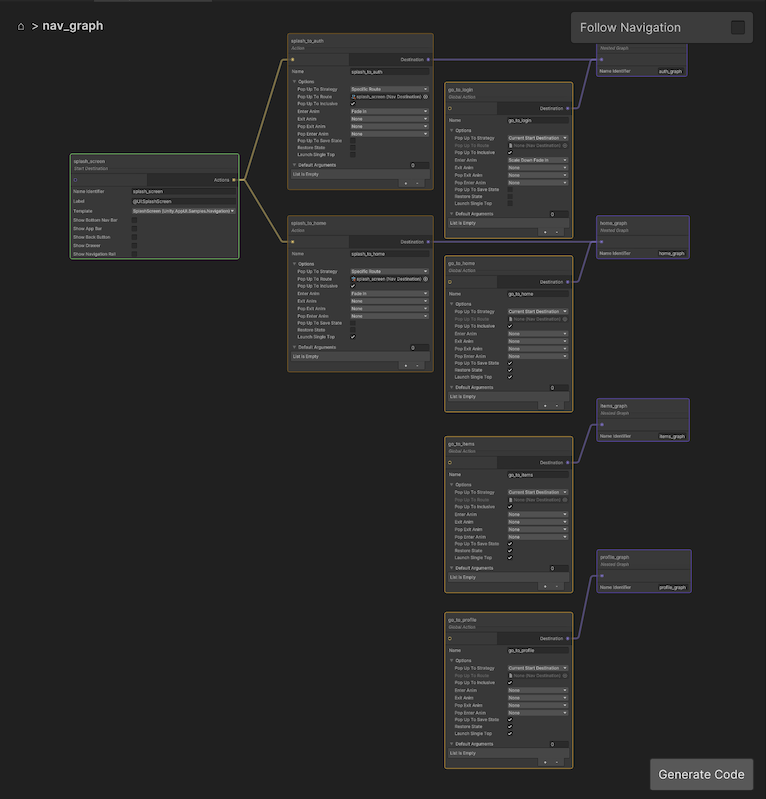 > nav_graph
Follow Navigation
splash_to_auth
Action
Destination
Name splash_to_auth
Options
Pop Up To Strategy Specific Route
Pop Up To Route splash_screen (Nav Destination)
Pop Up To Inclusive
Enter Anim Fade In
Exit Anim None
Pop Exit Anim None
Pop Enter Anim None
Pop Up To Save State
Restore State
Launch Single Top
Default Arguments 0
List is Empty
+ -
Nested Graph
Name Identifier auth_graph
go_to_login
Global Action
Destination
Name go_to_login
Options
Pop Up To Strategy Current Start Destination
Pop Up To Route None (Nav Destination)
Pop Up To Inclusive
Enter Anim Scale Down Fade In
Exit Anim None
Pop Exit Anim None
Pop Enter Anim None
Pop Up To Save State
Restore State
Launch Single Top
Default Arguments 0
List is Empty
+ -
splash_screen
Start Destination
Actions
Name Identifier splash_screen
Label @UI:SplashScreen
Template SplashScreen (Unity.AppUI.Samples.Navigation)
Show Bottom Nav Bar
Show App Bar
Show Back Button
Show Drawer
Show Navigation Rail
splash_to_home
Action
Destination
Name splash_to_home
Options
Pop Up To Strategy Specific Route
Pop Up To Route splash_screen (Nav Destination)
Pop Up To Inclusive
Enter Anim Fade In
Exit Anim None
Pop Exit Anim None
Pop Enter Anim None
Pop Up To Save State
Restore State
Launch Single Top
Default Arguments 0
List is Empty
+ -
home_graph
Nested Graph
Name Identifier home_graph
go_to_home
Global Action
Destination
Name go_to_home
Options
Pop Up To Strategy Current Start Destination
Pop Up To Route None (Nav Destination)
Pop Up To Inclusive
Enter Anim None
Exit Anim None
Pop Exit Anim None
Pop Enter Anim None
Pop Up To Save State
Restore State
Launch Single Top
Default Arguments 0
List is Empty
+ -
items_graph
Nested Graph
Name Identifier items_graph
go_to_items
Global Action
Destination
Name go_to_items
Options
Pop Up To Strategy Current Start Destination
Pop Up To Route None (Nav Destination)
Pop Up To Inclusive
Enter Anim None
Exit Anim None
Pop Exit Anim None
Pop Enter Anim None
Pop Up To Save State
Restore State
Launch Single Top
Default Arguments 0
List is Empty
+ -
profile_graph
Nested Graph
Name Identifier profile_graph
go_to_profile
Global Action
Destination
Name go_to_profile
Options
Pop Up To Strategy Current Start Destination
Pop Up To Route None (Nav Destination)
Pop Up To Inclusive
Enter Anim None
Exit Anim None
Pop Exit Anim None
Pop Enter Anim None
Pop Up To Save State
Restore State
Launch Single Top
Default Arguments 0
List is Empty
+ -
Generate Code